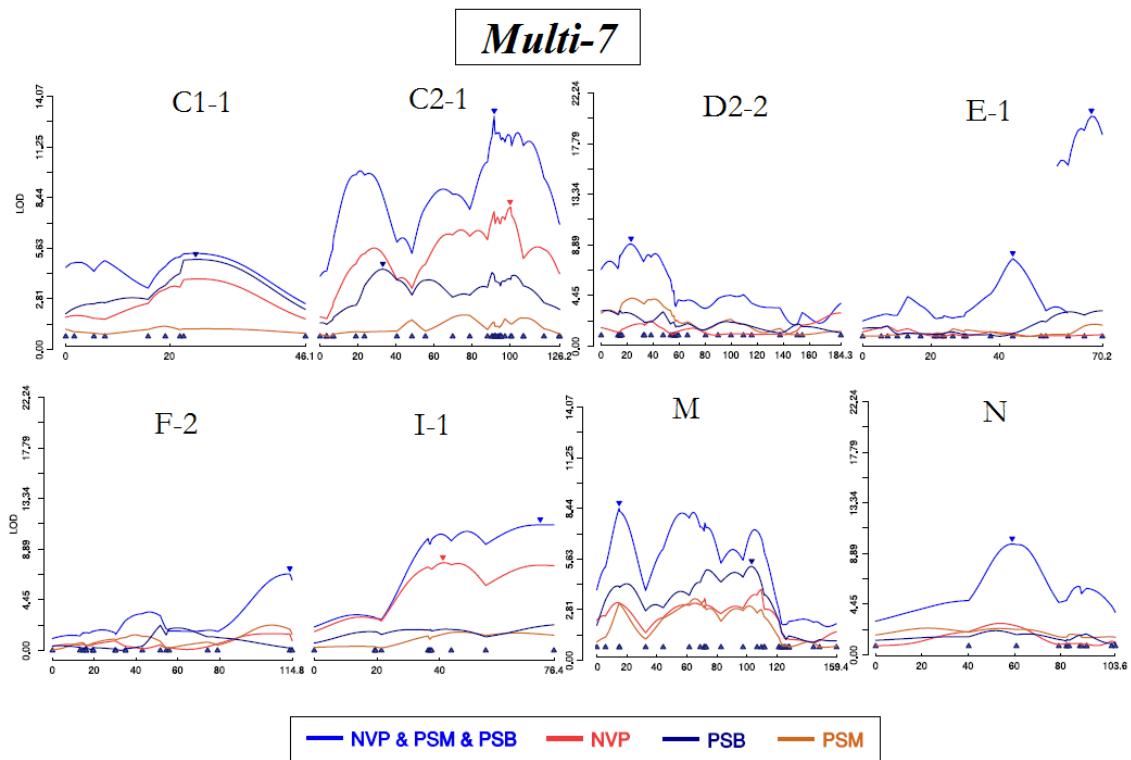 Multi-7
C1-1 C2-1 D2-2 E-1
LOD
14,07
11,25
8,44
5,63
2,81
0,00
0 20 46.1
0 20 40 60 80 100 126.2
22,24
17,79
13,34
8,89
4,45
0,00
0 20 40 60 80 100 120 140 160 184.3
0 20 40 70.2
F-2 I-1 M N
LOD
22,24
17,79
13,34
8,89
4,45
0,00
0 20 40 60 80 114.8
0 20 40 76.4
14,07
11,25
8,44
5,63
2,81
0,00
0 20 40 60 80 100 120 159.4
22,24
17,79
13,34
8,89
4,45
0,00
0 20 40 60 80 103.6
NVP & PSM & PSB NVP PSB PSM